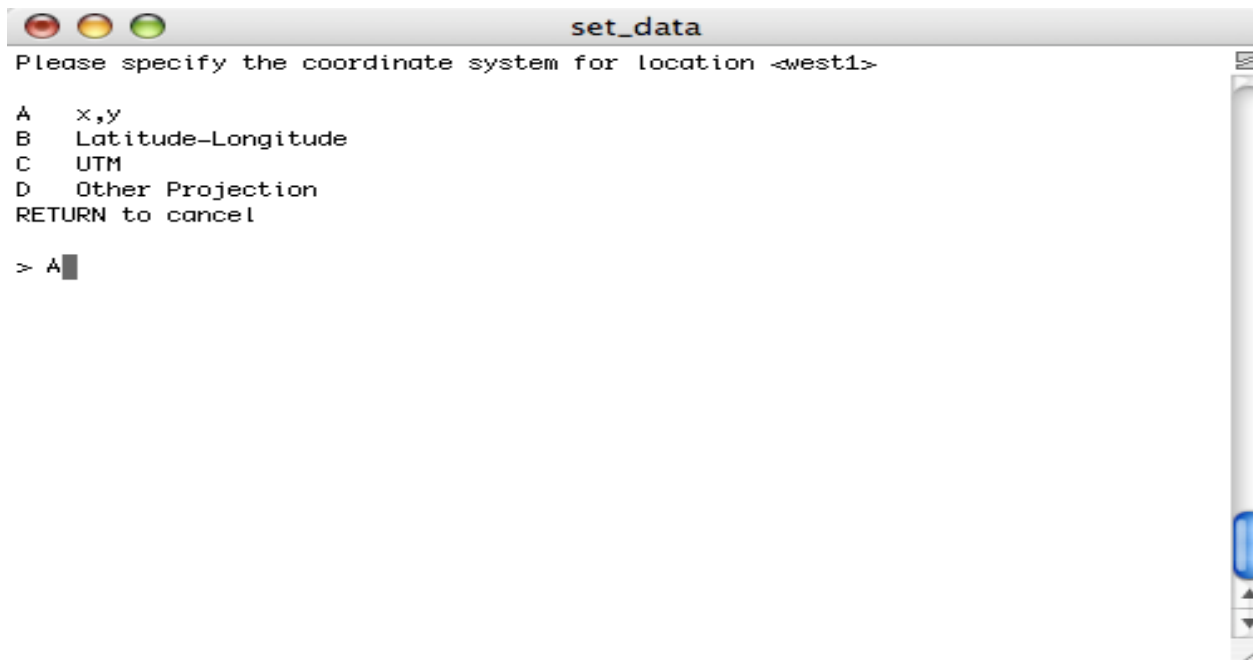 set_data
Please specify the coordinate system for location <west1>
A x,y
B Latitude-Longitude
C UTM
D Other Projection
RETURN to cancel
> A